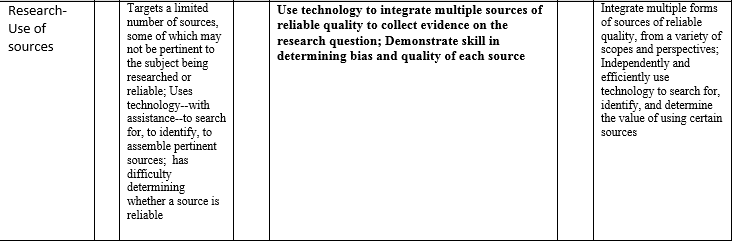 Research-
Use of
sources
Targets a limited
number of sources,
some of which may
not be pertinent to
the subject being
researched or
reliable; Uses
technology--with
assistance--to search
for, to identify, to
assemble pertinent
sources;  has
difficulty
determining
whether a source is
reliable
Use technology to integrate multiple sources of
reliable quality to collect evidence on the
research question; Demonstrate skill in
determining bias and quality of each source
Integrate multiple forms
of sources of reliable
quality, from a variety of
scopes and perspectives;
Independently and
efficiently use
technology to search for,
identify, and determine
the value of using certain
sources